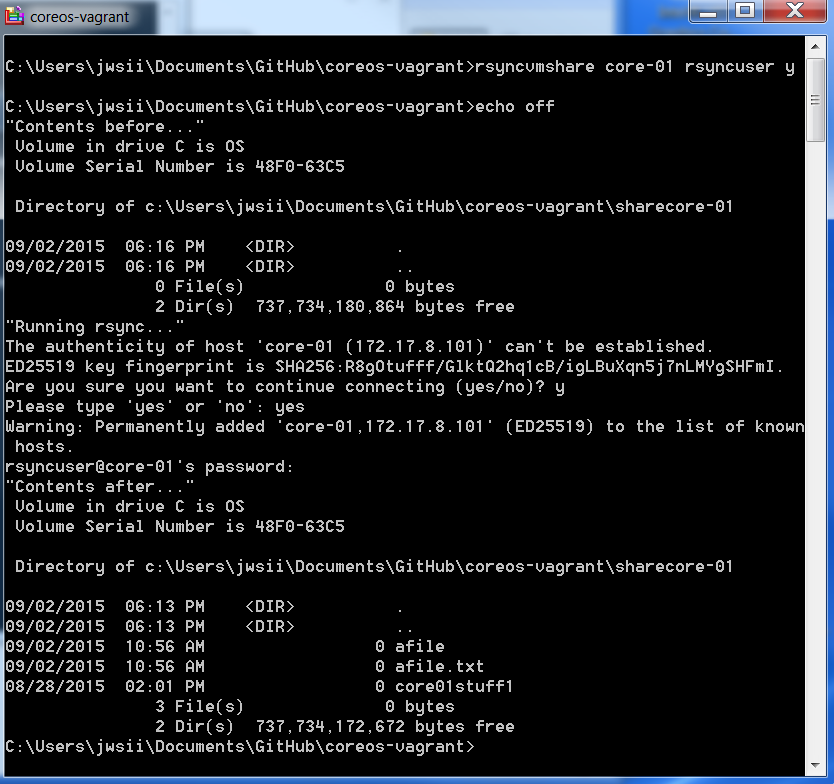 coreos-vagrant
C:\Users\jwsii\Documents\GitHub\coreos-vagrant>rsyncvmshare core-01 rsyncuser y
C:\Users\jwsii\Documents\GitHub\coreos-vagrant>echo off
"Contents before..."
 Volume in drive C is OS
 Volume Serial Number is 48F0-63C5
 Directory of c:\Users\jwsii\Documents\GitHub\coreos-vagrant\sharecore-01
09/02/2015  06:16 PM    <DIR>          .
09/02/2015  06:16 PM    <DIR>          ..
               0 File(s)              0 bytes
               2 Dir(s)  737,734,180,864 bytes free
"Running rsync..."
The authenticity of host 'core-01 (172.17.8.101)' can't be established.
ED25519 key fingerprint is SHA256:R8gOtufff/GlktQ2hq1cB/igLBuXqn5j7nLMYgSHFmI.
Are you sure you want to continue connecting (yes/no)? y
Please type 'yes' or 'no': yes
Warning: Permanently added 'core-01,172.17.8.101' (ED25519) to the list of known
 hosts.
rsyncuser@core-01's password:
"Contents after..."
 Volume in drive C is OS
 Volume Serial Number is 48F0-63C5
 Directory of c:\Users\jwsii\Documents\GitHub\coreos-vagrant\sharecore-01
09/02/2015  06:13 PM    <DIR>          .
09/02/2015  06:13 PM    <DIR>          ..
09/02/2015  10:56 AM                 0 afile
09/02/2015  10:56 AM                 0 afile.txt
08/28/2015  02:01 PM                 0 core01stuff1
               3 File(s)              0 bytes
               2 Dir(s)  737,734,172,672 bytes free
C:\Users\jwsii\Documents\GitHub\coreos-vagrant>